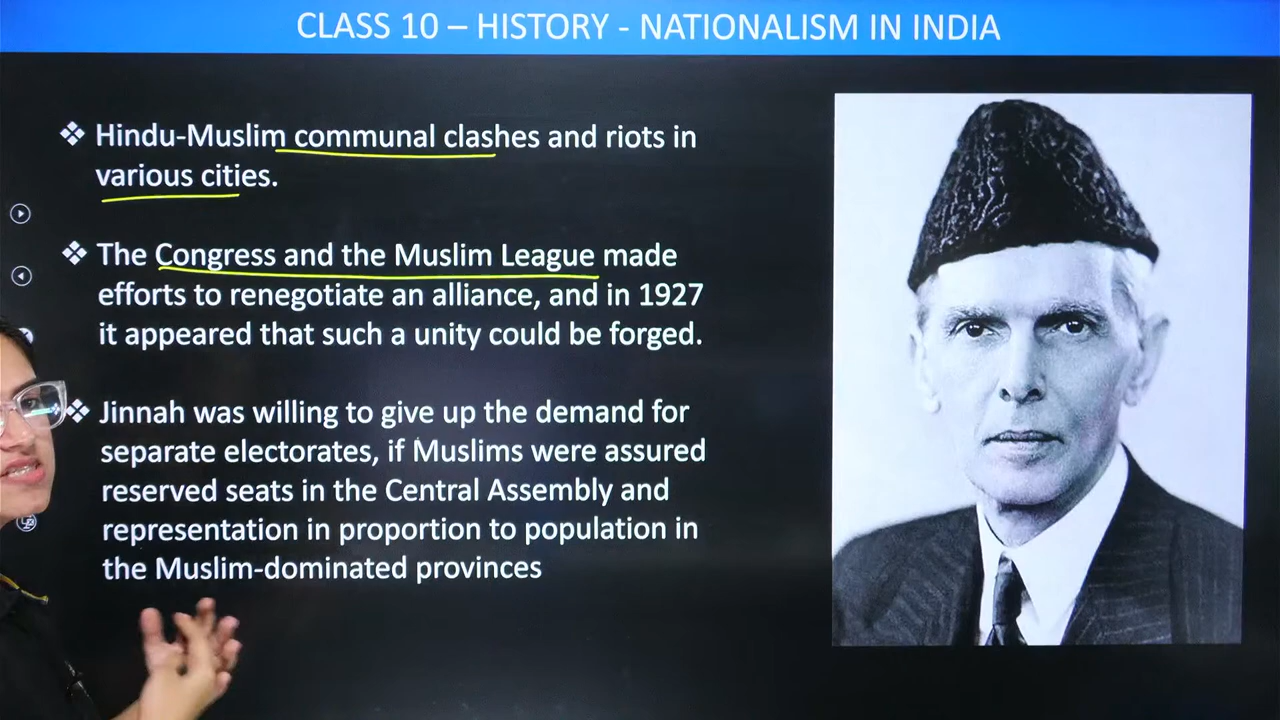 CLASS 10 – HISTORY - NATIONALISM IN INDIA
❖ Hindu-Muslim communal clashes and riots in
various cities.
❖ The Congress and the Muslim League made
efforts to renegotiate an alliance, and in 1927
it appeared that such a unity could be forged.
❖ Jinnah was willing to give up the demand for
separate electorates, if Muslims were assured
reserved seats in the Central Assembly and
representation in proportion to population in
the Muslim-dominated provinces